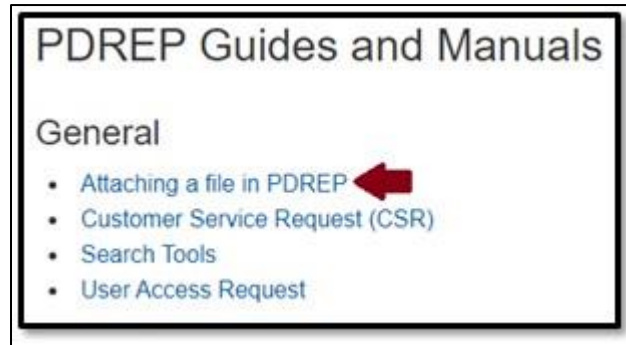 PDREP Guides and Manuals
General
• Attaching a file in PDREP
• Customer Service Request (CSR)
• Search Tools
• User Access Request